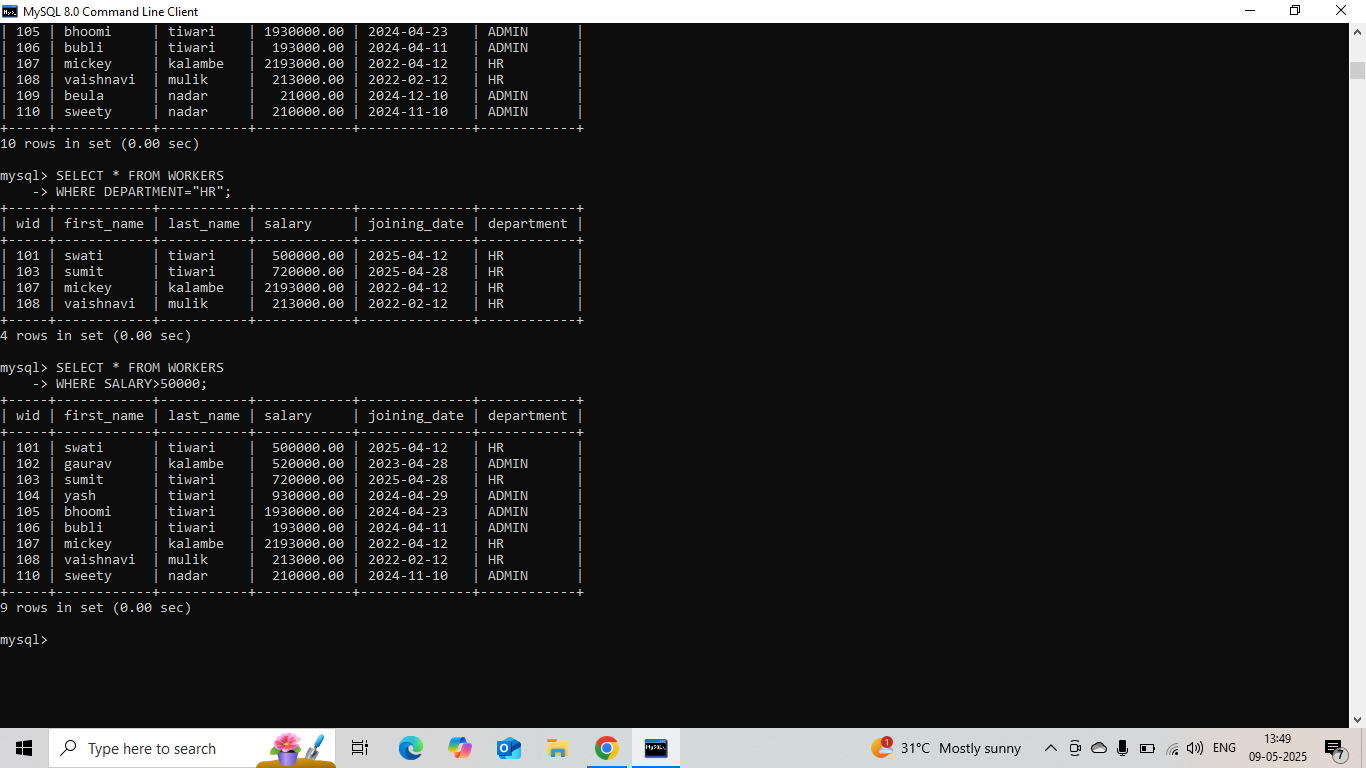 MySQL 8.0 Command Line Client
| 105 | bhoomi     | tiwari    | 1930000.00 | 2024-04-23   | ADMIN      |
| 106 | bubli      | tiwari    |  193000.00 | 2024-04-11   | ADMIN      |
| 107 | mickey     | kalambe   | 2193000.00 | 2022-04-12   | HR         |
| 108 | vaishnavi  | mulik     |  213000.00 | 2022-02-12   | HR         |
| 109 | beula      | nadar     |   21000.00 | 2024-12-10   | ADMIN      |
| 110 | sweety     | nadar     |  210000.00 | 2024-11-10   | ADMIN      |
+-----+------------+-----------+------------+--------------+------------+
10 rows in set (0.00 sec)
mysql> SELECT * FROM WORKERS
    -> WHERE DEPARTMENT="HR";
+-----+------------+-----------+------------+--------------+------------+
| wid | first_name | last_name | salary     | joining_date | department |
+-----+------------+-----------+------------+--------------+------------+
| 101 | swati      | tiwari    |  500000.00 | 2025-04-12   | HR         |
| 103 | sumit      | tiwari    |  720000.00 | 2025-04-28   | HR         |
| 107 | mickey     | kalambe   | 2193000.00 | 2022-04-12   | HR         |
| 108 | vaishnavi  | mulik     |  213000.00 | 2022-02-12   | HR         |
+-----+------------+-----------+------------+--------------+------------+
4 rows in set (0.00 sec)
mysql> SELECT * FROM WORKERS
    -> WHERE SALARY>50000;
+-----+------------+-----------+------------+--------------+------------+
| wid | first_name | last_name | salary     | joining_date | department |
+-----+------------+-----------+------------+--------------+------------+
| 101 | swati      | tiwari    |  500000.00 | 2025-04-12   | HR         |
| 102 | gaurav     | kalambe   |  520000.00 | 2023-04-28   | ADMIN      |
| 103 | sumit      | tiwari    |  720000.00 | 2025-04-28   | HR         |
| 104 | yash       | tiwari    |  930000.00 | 2024-04-29   | ADMIN      |
| 105 | bhoomi     | tiwari    | 1930000.00 | 2024-04-23   | ADMIN      |
| 106 | bubli      | tiwari    |  193000.00 | 2024-04-11   | ADMIN      |
| 107 | mickey     | kalambe   | 2193000.00 | 2022-04-12   | HR         |
| 108 | vaishnavi  | mulik     |  213000.00 | 2022-02-12   | HR         |
| 110 | sweety     | nadar     |  210000.00 | 2024-11-10   | ADMIN      |
+-----+------------+-----------+------------+--------------+------------+
9 rows in set (0.00 sec)
mysql>
Type here to search
1
31°C Mostly sunny
ENG
13:49
09-05-2025
7